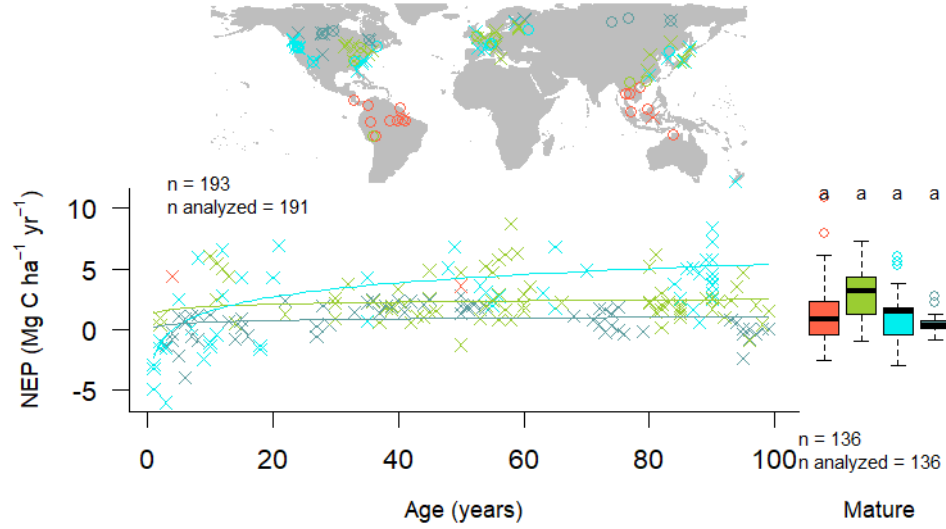 n = 193
n analyzed = 191
NEP (Mg C ha⁻¹ yr⁻¹)
10
5
0
-5
a a a a
0 20 40 60 80 100
n = 136
n analyzed = 136
Age (years)
Mature